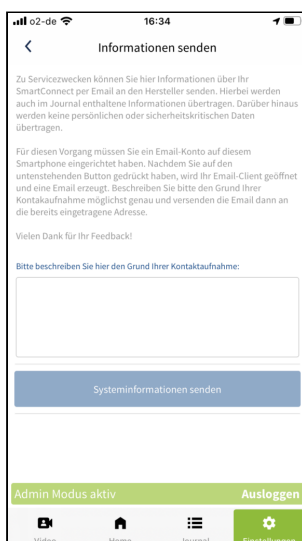 o2-de
16:34
Informationen senden
Zu Servicezwecken können Sie hier Informationen über Ihr
SmartConnect per Email an den Hersteller senden. Hierbei werden
auch im Journal enthaltene Informationen übertragen. Darüber hinaus
werden keine persönlichen oder sicherheitskritischen Daten
übertragen.
Für diesen Vorgang müssen Sie ein Email-Konto auf diesem
Smartphone eingerichtet haben. Nachdem Sie auf den
untenstehenden Button gedrückt haben, wird Ihr Email-Client geöffnet
und eine Email erzeugt. Beschreiben Sie bitte den Grund Ihrer
Kontakaufnahme möglichst genau und versenden die Email dann an
die bereits eingetragene Adresse.
Vielen Dank für Ihr Feedback!
Bitte beschreiben Sie hier den Grund Ihrer Kontaktaufnahme:
Systeminformationen senden
Admin Modus aktiv Ausloggen
Video Home Journal Einstellungen